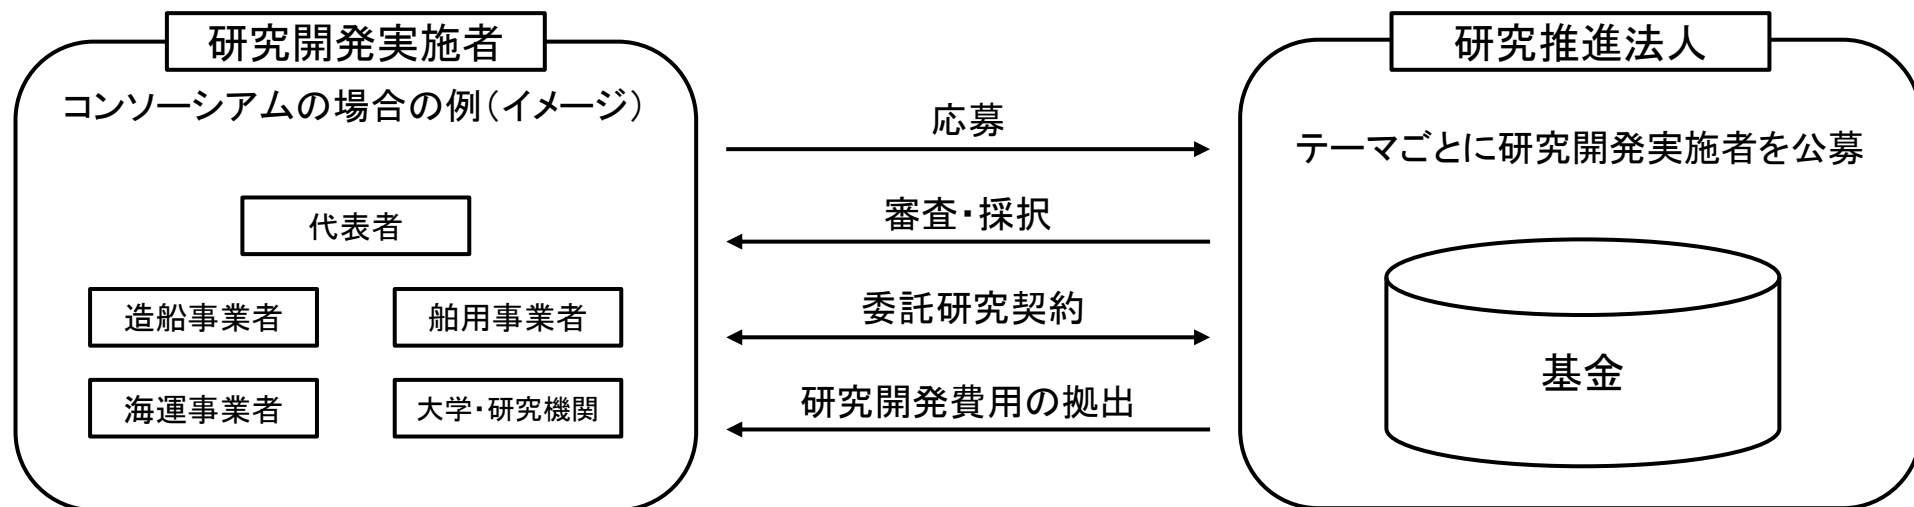 研究開発実施者
コンソーシアムの場合の例（イメージ）
代表者
造船事業者
舶用事業者
海運事業者
大学・研究機関
応募
審査・採択
委託研究契約
研究開発費用の拠出
研究推進法人
テーマごとに研究開発実施者を公募
基金